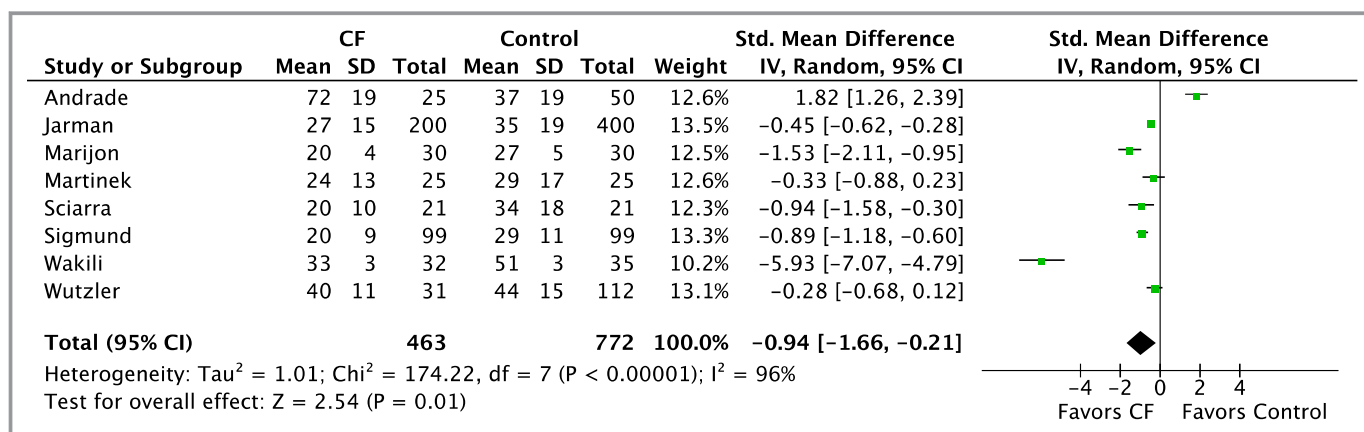 CF Control Std. Mean Difference Std. Mean Difference
Study or Subgroup Mean SD Total Mean SD Total Weight IV, Random, 95% CI IV, Random, 95% CI
Andrade 72 19 25 37 19 50 12.6% 1.82 [1.26, 2.39]
Jarman 27 15 200 35 19 400 13.5% −0.45 [−0.62, −0.28]
Marijon 20 4 30 27 5 30 12.5% −1.53 [−2.11, −0.95]
Martinek 24 13 25 29 17 25 12.6% −0.33 [−0.88, 0.23]
Sciarra 20 10 21 34 18 21 12.3% −0.94 [−1.58, −0.30]
Sigmund 20 9 99 29 11 99 13.3% −0.89 [−1.18, −0.60]
Wakili 33 3 32 51 3 35 10.2% −5.93 [−7.07, −4.79]
Wutzler 40 11 31 44 15 112 13.1% −0.28 [−0.68, 0.12]
Total (95% CI) 463 772 100.0% −0.94 [−1.66, −0.21]
Heterogeneity: Tau² = 1.01; Chi² = 174.22, df = 7 (P < 0.00001); I² = 96%
Test for overall effect: Z = 2.54 (P = 0.01)
−4 −2 0 2 4
Favors CF Favors Control